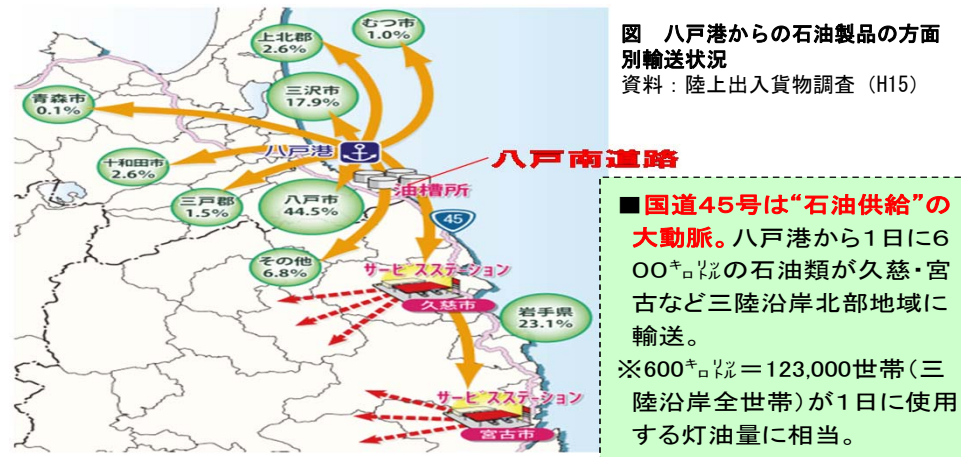 図　八戸港からの石油製品の方面
別輸送状況
資料：陸上出入貨物調査（H15）
むつ市
1.0%
上北郡
2.6%
三沢市
17.9%
青森市
0.1%
八戸港
八戸南道路
十和田市
2.6%
油槽所
三戸郡
1.5%
八戸市
44.5%
45
その他
6.8%
サービスステーション
久慈市
岩手県
23.1%
サービスステーション
宮古市
■国道45号は“石油供給”の
大動脈。八戸港から1日に6
00㌔㍑の石油類が久慈・宮
古など三陸沿岸北部地域に
輸送。
※600㌔㍑＝123,000世帯（三
陸沿岸全世帯）が1日に使用
する灯油量に相当。